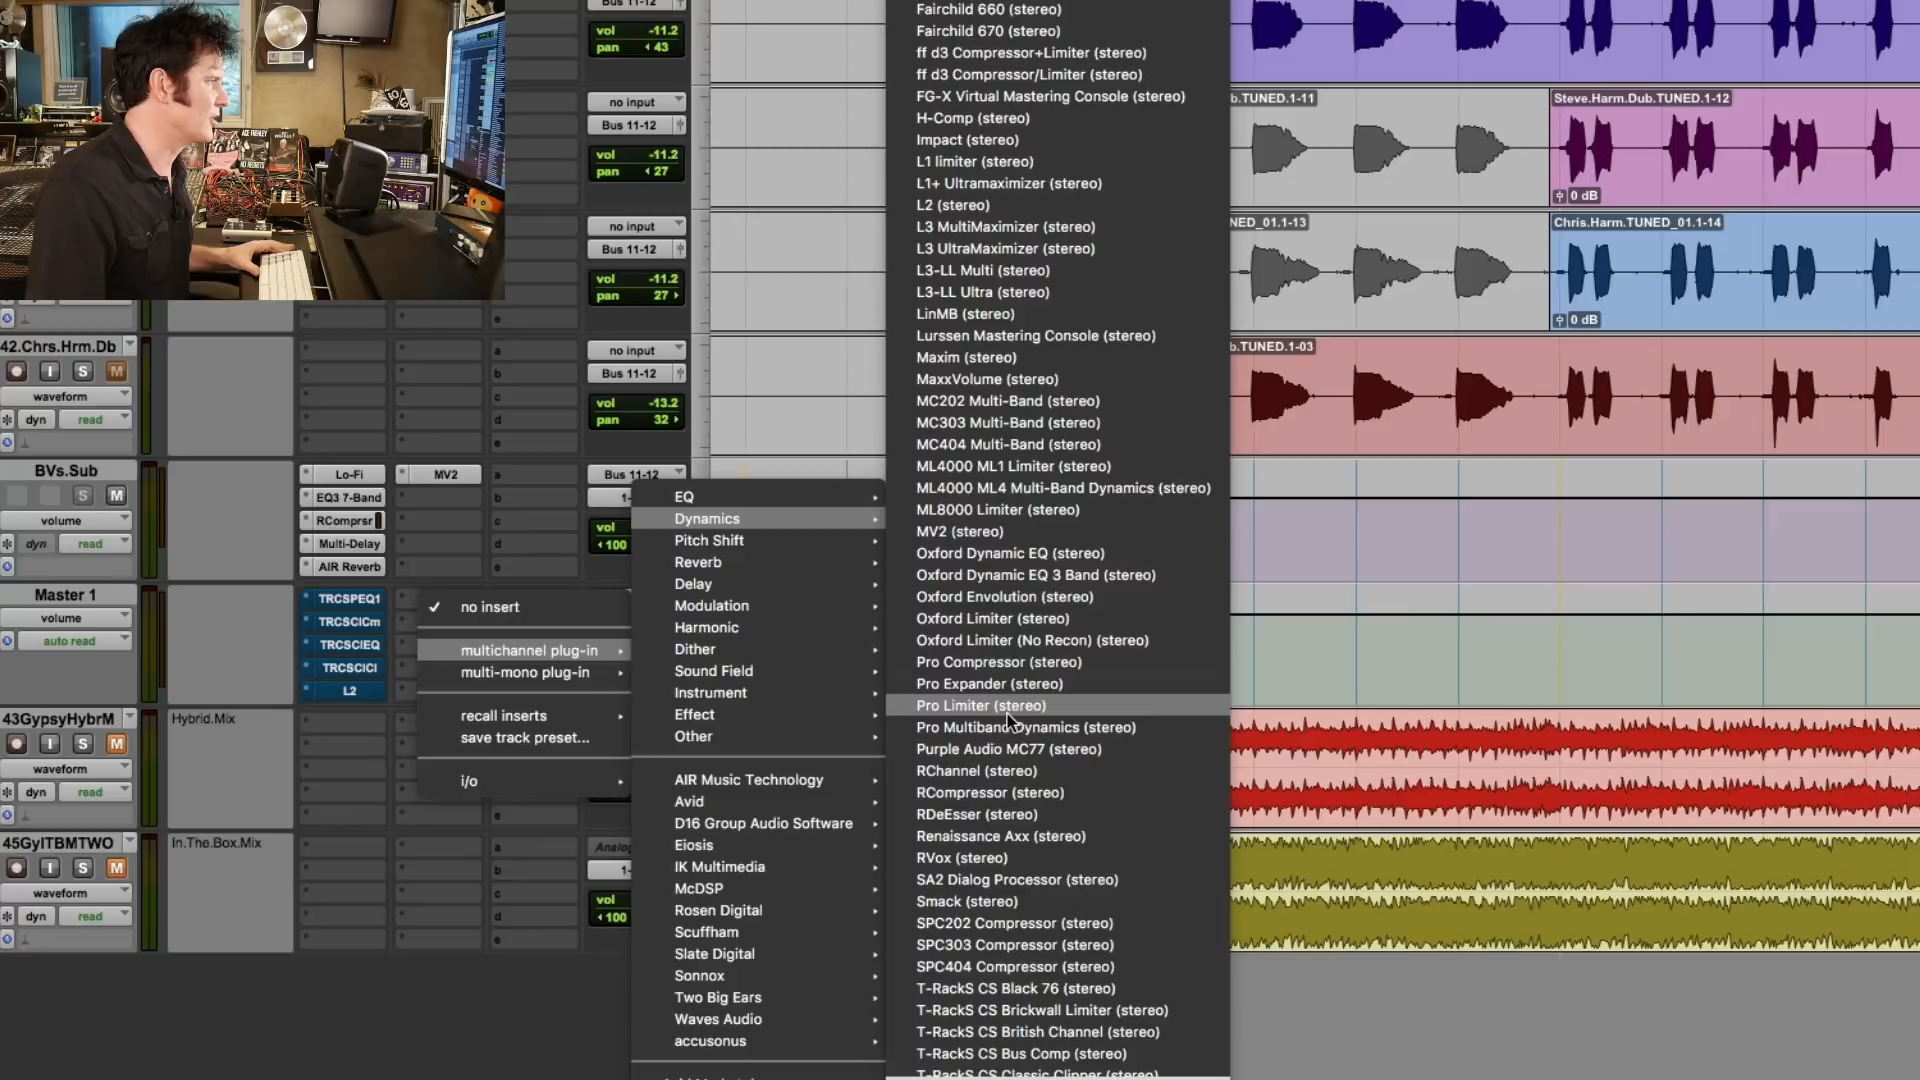 Bus 11-12
vol -11.2
pan 43
no input
Bus 11-12
vol -11.2
pan 27
no input
Bus 11-12
vol -11.2
pan 27
42.Chrs.Hrm.Db
I S M
waveform
dyn read
a
b
c
d
e
no input
Bus 11-12
vol -13.2
pan 32
BVs.Sub
S M
volume
dyn read
Lo-Fi
EQ3 7-Band
RComprsr
Multi-Delay
AIR Reverb
MV2
a
b
c
d
e
Bus 11-12
1-
vol
100
Master 1
volume
auto read
TRCSPEQ1
TRCSCICm
TRCSCIEQ
TRCSCICl
L2
no insert
multichannel plug-in
multi-mono plug-in
recall inserts
save track preset...
i/o
43GypsyHybrM
I S M
waveform
dyn read
Hybrid.Mix
e
45GyITBMTWO
I S M
waveform
dyn read
In.The.Box.Mix
a
b
c
d
e
Analog
1-
vol
100
EQ
Dynamics
Pitch Shift
Reverb
Delay
Modulation
Harmonic
Dither
Sound Field
Instrument
Effect
Other
AIR Music Technology
Avid
D16 Group Audio Software
Eiosis
IK Multimedia
McDSP
Rosen Digital
Scuffham
Slate Digital
Sonnox
Two Big Ears
Waves Audio
accusonus
Fairchild 660 (stereo)
Fairchild 670 (stereo)
ff d3 Compressor+Limiter (stereo)
ff d3 Compressor/Limiter (stereo)
FG-X Virtual Mastering Console (stereo)
H-Comp (stereo)
Impact (stereo)
L1 limiter (stereo)
L1+ Ultramaximizer (stereo)
L2 (stereo)
L3 MultiMaximizer (stereo)
L3 UltraMaximizer (stereo)
L3-LL Multi (stereo)
L3-LL Ultra (stereo)
LinMB (stereo)
Lurssen Mastering Console (stereo)
Maxim (stereo)
MaxxVolume (stereo)
MC202 Multi-Band (stereo)
MC303 Multi-Band (stereo)
MC404 Multi-Band (stereo)
ML4000 ML1 Limiter (stereo)
ML4000 ML4 Multi-Band Dynamics (stereo)
ML8000 Limiter (stereo)
MV2 (stereo)
Oxford Dynamic EQ (stereo)
Oxford Dynamic EQ 3 Band (stereo)
Oxford Envolution (stereo)
Oxford Limiter (stereo)
Oxford Limiter (No Recon) (stereo)
Pro Compressor (stereo)
Pro Expander (stereo)
Pro Limiter (stereo)
Pro Multiband Dynamics (stereo)
Purple Audio MC77 (stereo)
RChannel (stereo)
RCompressor (stereo)
RDeEsser (stereo)
Renaissance Axx (stereo)
RVox (stereo)
SA2 Dialog Processor (stereo)
Smack (stereo)
SPC202 Compressor (stereo)
SPC303 Compressor (stereo)
SPC404 Compressor (stereo)
T-RackS CS Black 76 (stereo)
T-RackS CS Brickwall Limiter (stereo)
T-RackS CS British Channel (stereo)
T-RackS CS Bus Comp (stereo)
T-RackS CS Classic Clipper (stereo)
b.TUNED.1-11
Steve.Harm.Dub.TUNED.1-12
0 dB
NED_01.1-13
Chris.Harm.TUNED_01.1-14
0 dB
b.TUNED.1-03